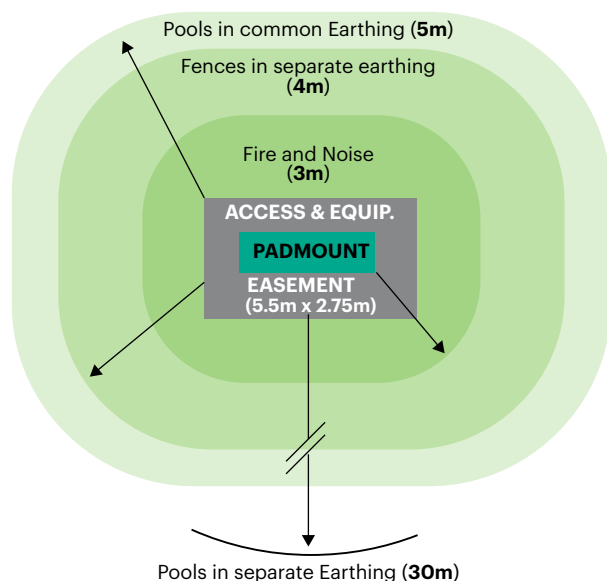 Pools in common Earthing (5m)
Fences in separate earthing
(4m)
Fire and Noise
(3m)
ACCESS & EQUIP.
PADMOUNT
EASEMENT
(5.5m x 2.75m)
Pools in separate Earthing (30m)